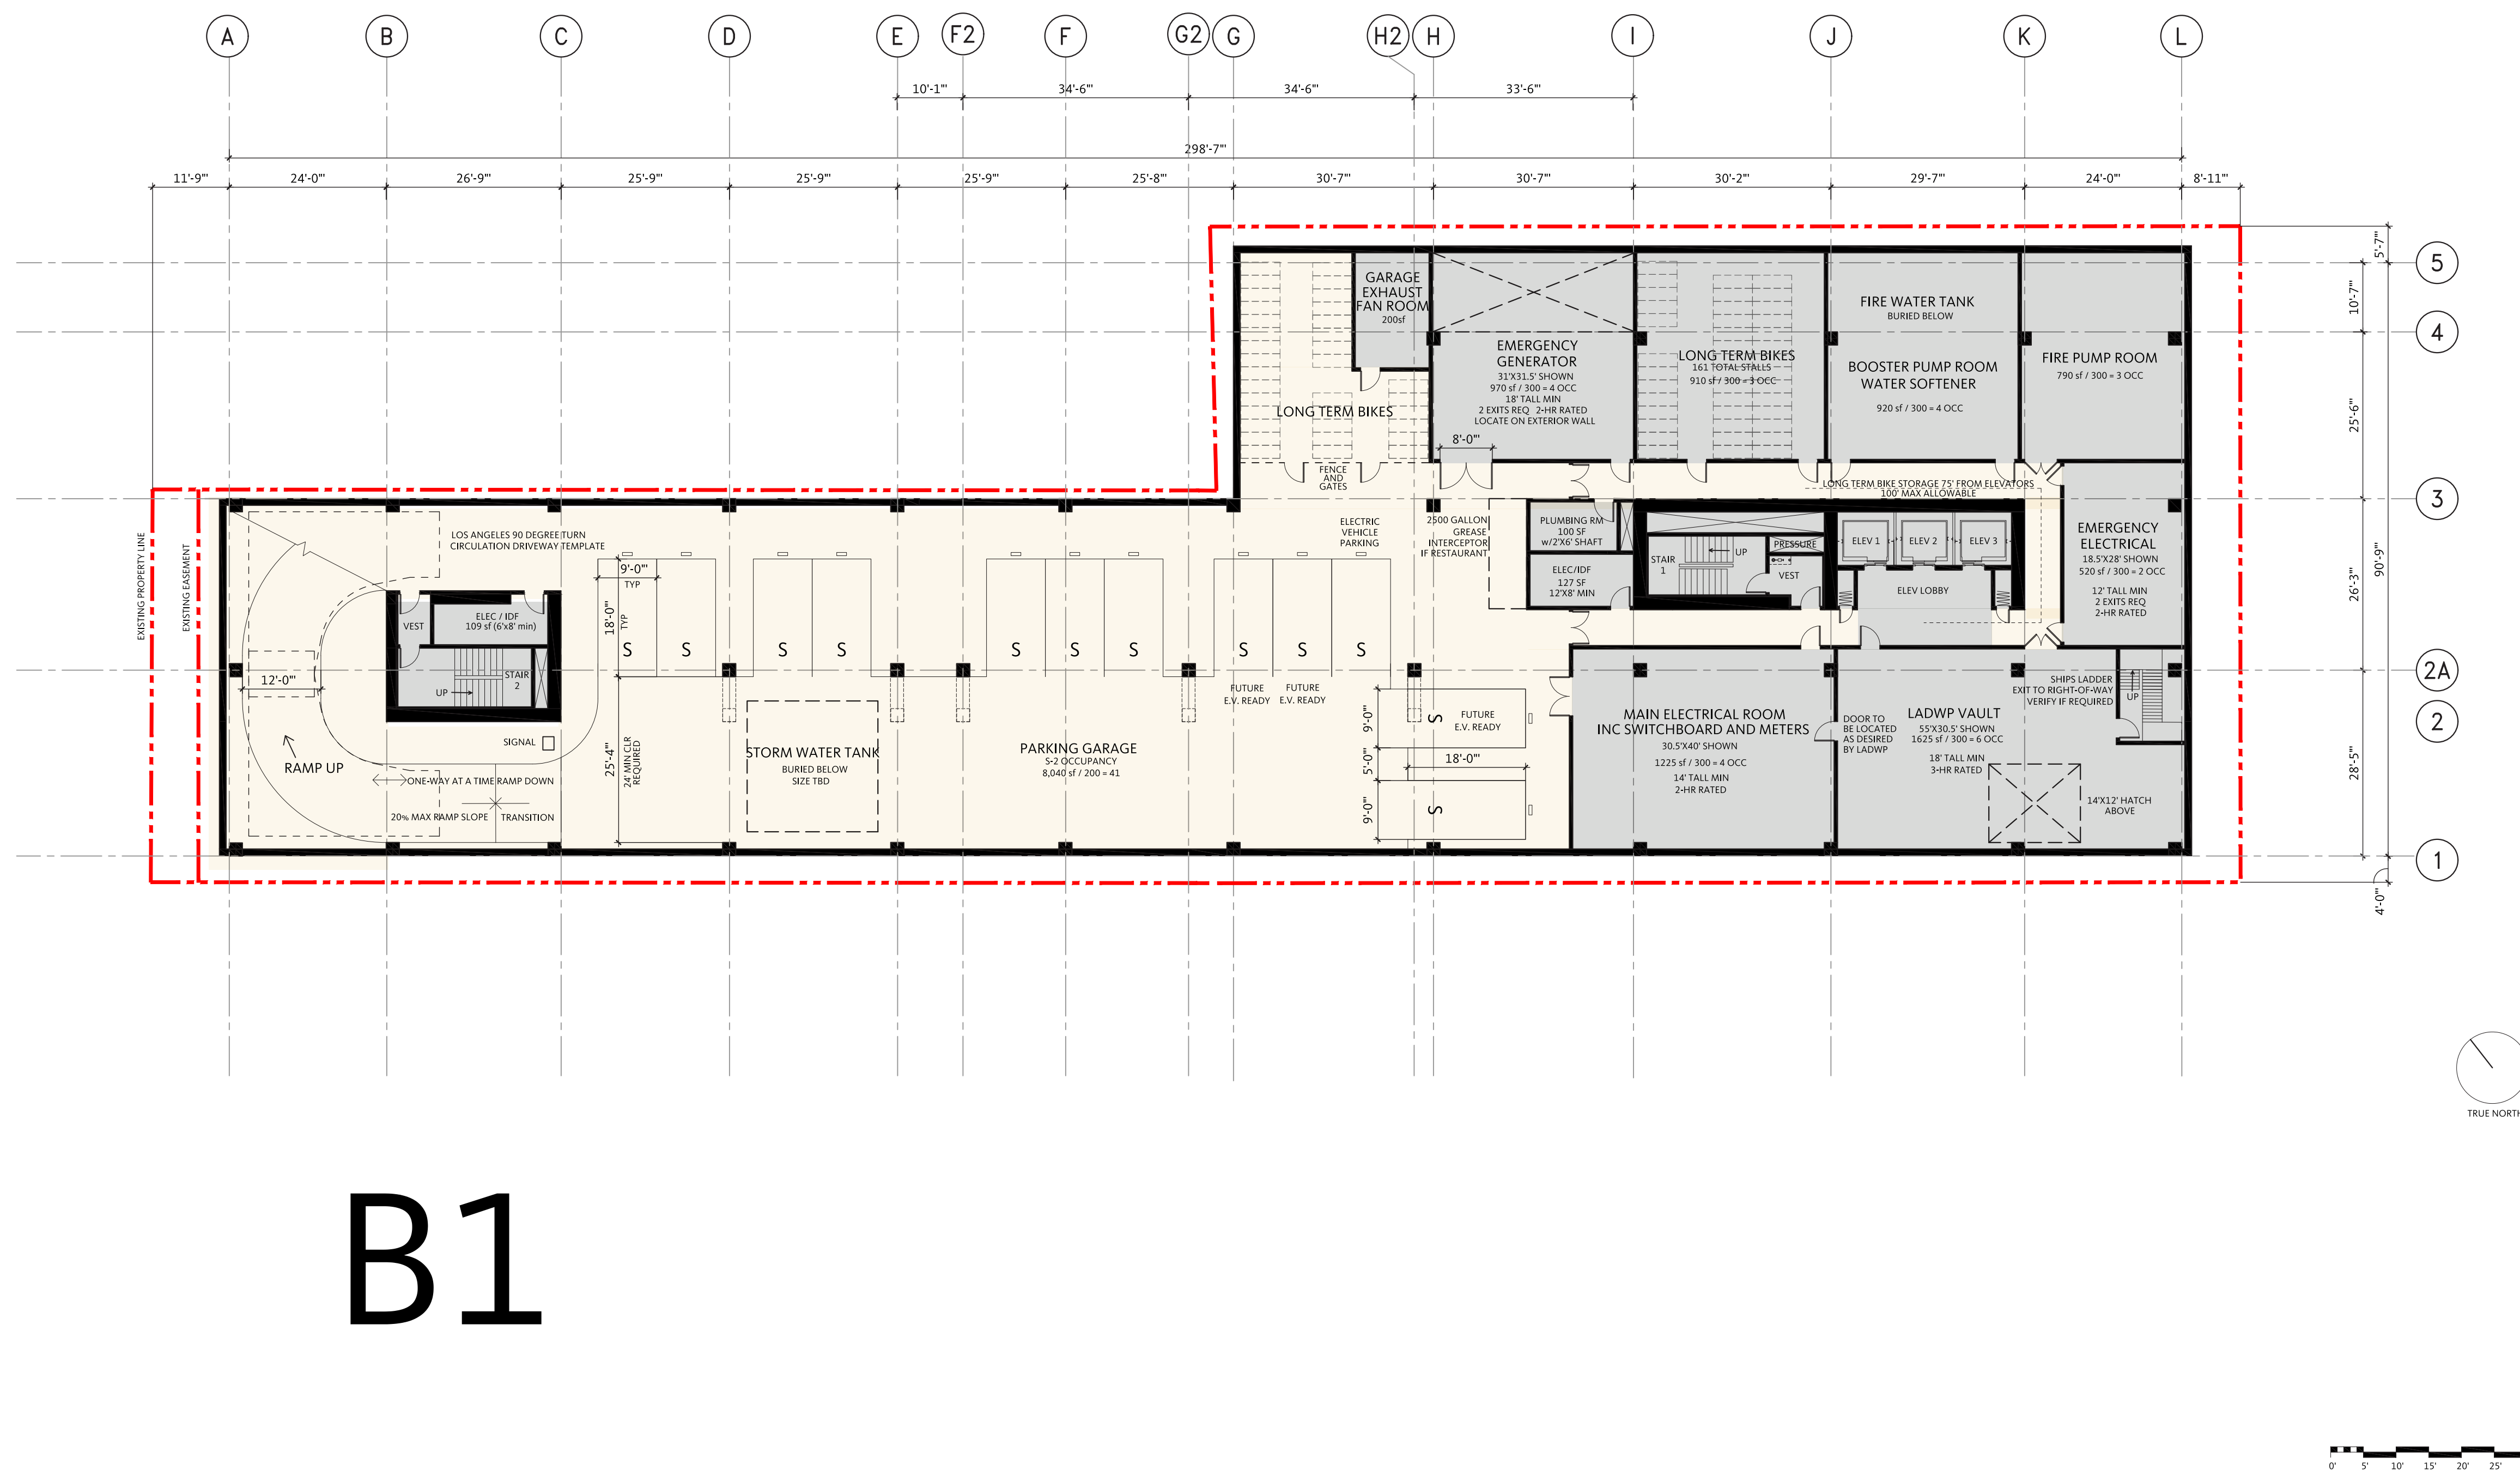 A B C D E F2 F G2 G H2 H I J K L
10'-1"' 34'-6"' 34'-6"' 33'-6"'
298'-7"'
11'-9"' 24'-0"' 26'-9"' 25'-9"' 25'-9"' 25'-9"' 25'-8"' 30'-7"' 30'-7"' 30'-2"' 29'-7"' 24'-0"' 8'-11"'
5'-7"'
5
10'-7"'
4
25'-6"'
90'-9"'
3
26'-3"'
2A
2
28'-5"'
1
4'-0"'
GARAGE
EXHAUST
FAN ROOM
200sf
LONG TERM BIKES
EMERGENCY
GENERATOR
31'X31.5' SHOWN
970 sf / 300 = 4 OCC
18' TALL MIN
2 EXITS REQ 2-HR RATED
LOCATE ON EXTERIOR WALL
8'-0"'
LONG TERM BIKES
161 TOTAL STALLS
910 sf / 300 = 3 OCC
FIRE WATER TANK
BURIED BELOW
BOOSTER PUMP ROOM
WATER SOFTENER
920 sf / 300 = 4 OCC
FIRE PUMP ROOM
790 sf / 300 = 3 OCC
FENCE
AND
GATES
LONG TERM BIKE STORAGE 75' FROM ELEVATORS
100' MAX ALLOWABLE
EXISTING PROPERTY LINE
EXISTING EASEMENT
LOS ANGELES 90 DEGREE TURN
CIRCULATION DRIVEWAY TEMPLATE
ELECTRIC
VEHICLE
PARKING
2500 GALLON
GREASE
INTERCEPTOR
IF RESTAURANT
PLUMBING RM
100 SF
w/2'X6' SHAFT
ELEC/IDF
127 SF
12'X8' MIN
STAIR
1
UP
PRESSURE
VEST
ELEV 1
ELEV 2
ELEV 3
ELEV LOBBY
EMERGENCY
ELECTRICAL
18.5'X28' SHOWN
520 sf / 300 = 2 OCC
12' TALL MIN
2 EXITS REQ
2-HR RATED
9'-0"'
TYP
18'-0"'
TYP
VEST
ELEC / IDF
109 sf (6'x8' min)
STAIR
2
UP
S S S S S S S S S S
12'-0"'
RAMP UP
SIGNAL
ONE-WAY AT A TIME RAMP DOWN
20% MAX RAMP SLOPE
TRANSITION
25'-4"'
24' MIN CLR
REQUIRED
STORM WATER TANK
BURIED BELOW
SIZE TBD
PARKING GARAGE
S-2 OCCUPANCY
8,040 sf / 200 = 41
FUTURE
E.V. READY
FUTURE
E.V. READY
9'-0"'
S
FUTURE
E.V. READY
5'-0"'
18'-0"'
9'-0"'
S
MAIN ELECTRICAL ROOM
INC SWITCHBOARD AND METERS
30.5'X40' SHOWN
1225 sf / 300 = 4 OCC
14' TALL MIN
2-HR RATED
DOOR TO
BE LOCATED
AS DESIRED
BY LADWP
LADWP VAULT
55'X30.5' SHOWN
1625 sf / 300 = 6 OCC
18' TALL MIN
3-HR RATED
SHIPS LADDER
EXIT TO RIGHT-OF-WAY
VERIFY IF REQUIRED
UP
14'X12' HATCH
ABOVE
TRUE NORTH
B1
0' 5' 10' 15' 20' 25'